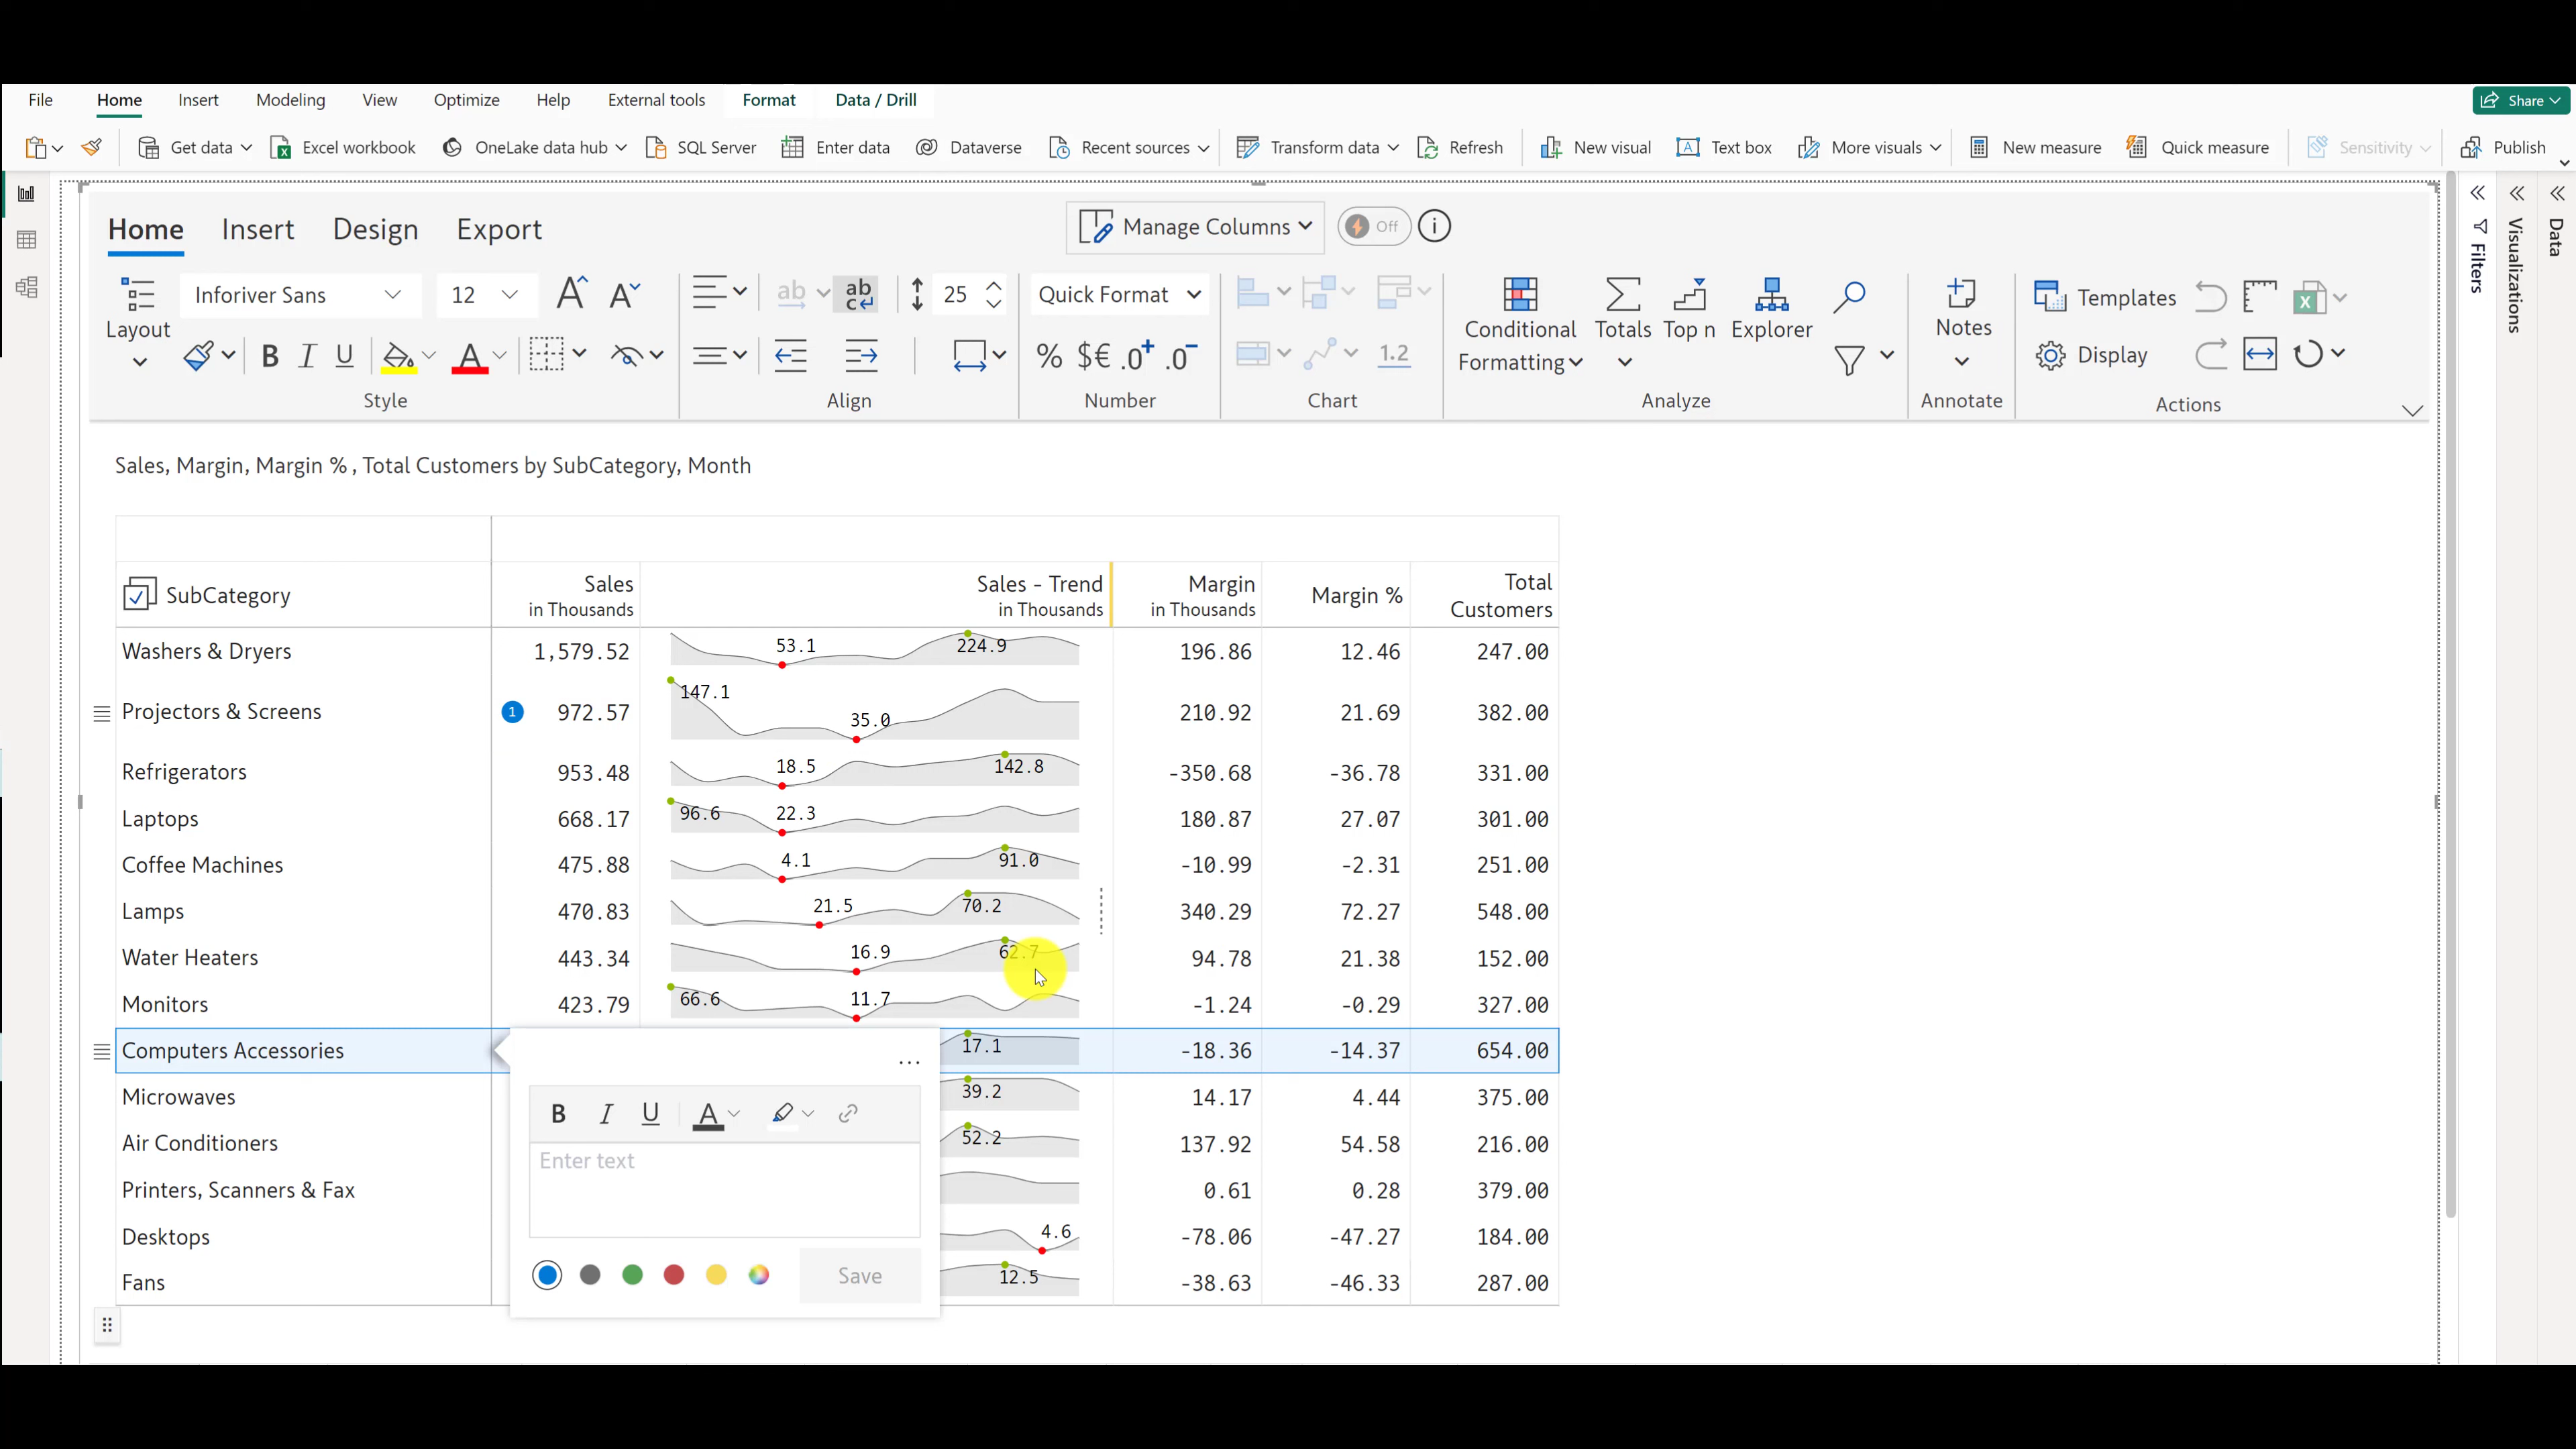 File Home Insert Modeling View Optimize Help External tools Format Data / Drill Share
Get data Excel workbook OneLake data hub SQL Server Enter data Dataverse Recent sources Transform data Refresh New visual Text box More visuals New measure Quick measure Sensitivity Publish
Home Insert Design Export Manage Columns Off
Layout Inforiver Sans 12 25 Quick Format Conditional Formatting Totals Top n Explorer Notes Templates
B I U A % $€ .0+ .0- 1.2 Display
Style Align Number Chart Analyze Annotate Actions
Filters
Visualizations
Data
Sales, Margin, Margin % , Total Customers by SubCategory, Month
SubCategory Sales in Thousands Sales - Trend in Thousands Margin in Thousands Margin % Total Customers
Washers & Dryers 1,579.52 53.1 224.9 196.86 12.46 247.00
Projectors & Screens 1 972.57 147.1 35.0 210.92 21.69 382.00
Refrigerators 953.48 18.5 142.8 -350.68 -36.78 331.00
Laptops 668.17 96.6 22.3 180.87 27.07 301.00
Coffee Machines 475.88 4.1 91.0 -10.99 -2.31 251.00
Lamps 470.83 21.5 70.2 340.29 72.27 548.00
Water Heaters 443.34 16.9 62.7 94.78 21.38 152.00
Monitors 423.79 66.6 11.7 -1.24 -0.29 327.00
Computers Accessories 17.1 -18.36 -14.37 654.00
Microwaves 39.2 14.17 4.44 375.00
Air Conditioners 52.2 137.92 54.58 216.00
Printers, Scanners & Fax 0.61 0.28 379.00
Desktops 4.6 -78.06 -47.27 184.00
Fans 12.5 -38.63 -46.33 287.00
...
B I U A
Enter text
Save